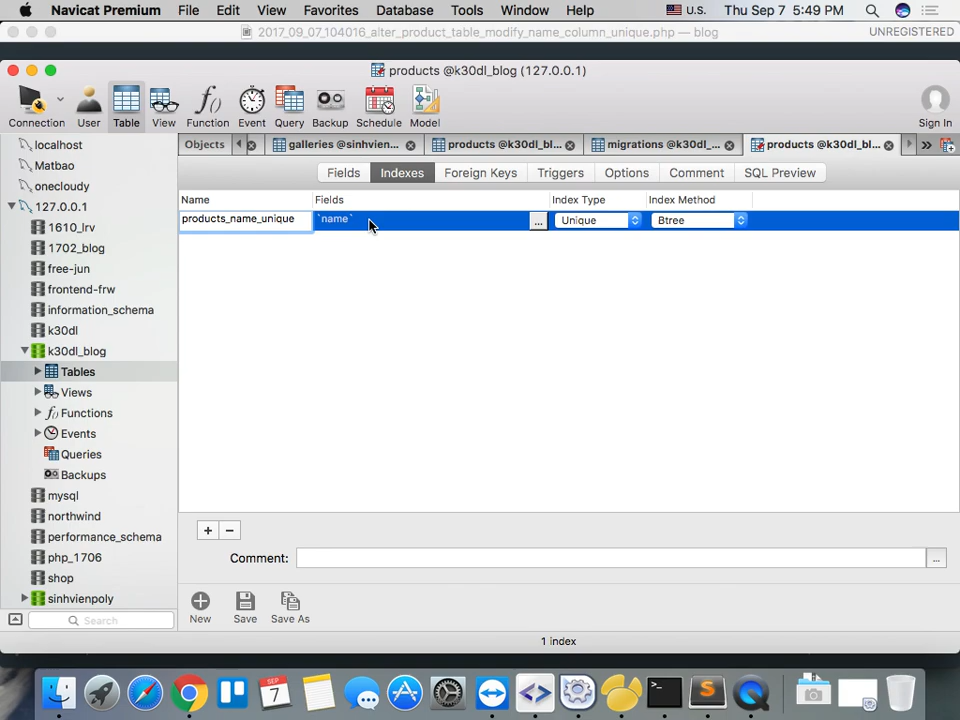 Navicat Premium File Edit View Favorites Database Tools Window Help U.S. Thu Sep 7 5:49 PM
2017_09_07_104016_alter_product_table_modify_name_column_unique.php — blog UNREGISTERED
products @k30dl_blog (127.0.0.1)
Connection User Table View Function Event Query Backup Schedule Model Sign In
Objects galleries @sinhvien... products @k30dl_bl... migrations @k30dl_... products @k30dl_bl...
Fields Indexes Foreign Keys Triggers Options Comment SQL Preview
Name Fields Index Type Index Method
products_name_unique `name` ... Unique Btree
localhost
Matbao
onecloudy
127.0.0.1
1610_lrv
1702_blog
free-jun
frontend-frw
information_schema
k30dl
k30dl_blog
Tables
Views
Functions
Events
Queries
Backups
mysql
northwind
performance_schema
php_1706
shop
sinhvienpoly
Search
+ −
Comment: ...
New Save Save As
1 index
SEP
7